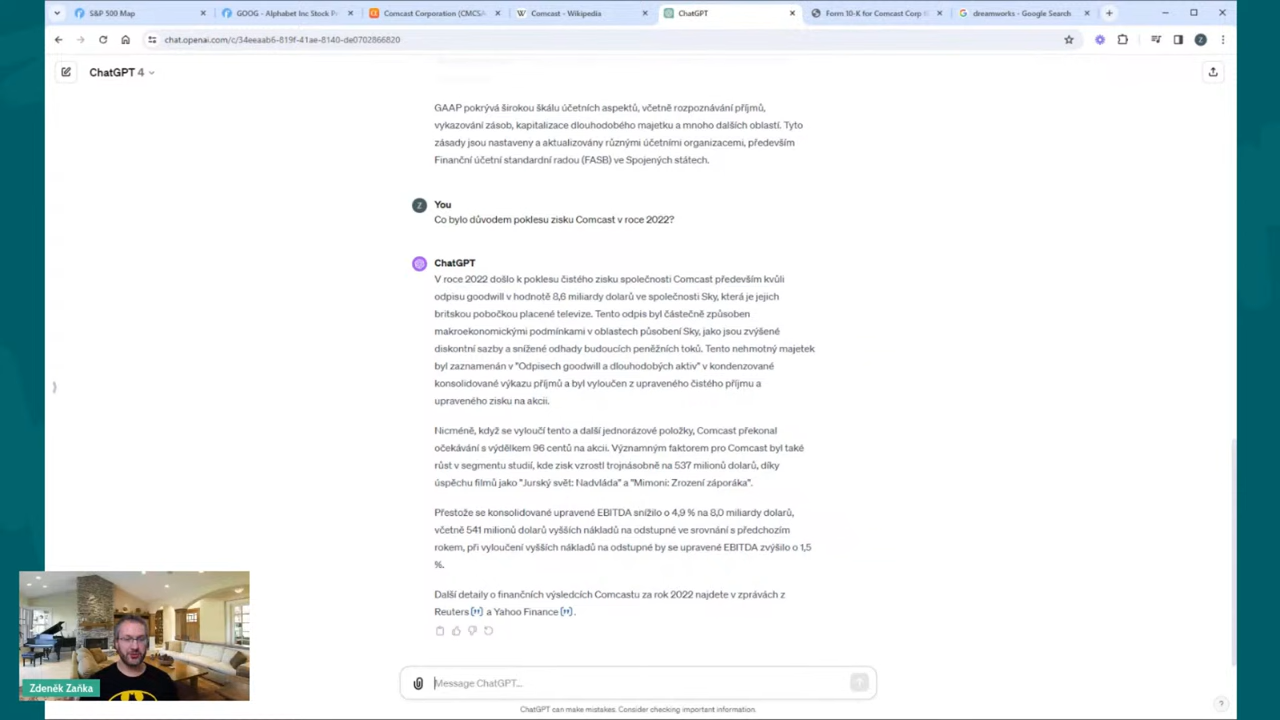 S&P 500 Map
GOOG - Alphabet Inc Stock P
Comcast Corporation (CMCSA
Comcast - Wikipedia
ChatGPT
Form 10-K for Comcast Corp
dreamworks - Google Search
chat.openai.com/c/34eeaab6-819f-41ae-8140-de0702866820
ChatGPT 4
GAAP pokrývá širokou škálu účetních aspektů, včetně rozpoznávání příjmů,
vykazování zásob, kapitalizace dlouhodobého majetku a mnoho dalších oblastí. Tyto
zásady jsou nastaveny a aktualizovány různými účetními organizacemi, především
Finanční účetní standardní radou (FASB) ve Spojených státech.
You
Co bylo důvodem poklesu zisku Comcast v roce 2022?
ChatGPT
V roce 2022 došlo k poklesu čistého zisku společnosti Comcast především kvůli
odpisu goodwill v hodnotě 8,6 miliardy dolarů ve společnosti Sky, která je jejich
britskou pobočkou placené televize. Tento odpis byl částečně způsoben
makroekonomickými podmínkami v oblastech působení Sky, jako jsou zvýšené
diskontní sazby a snížené odhady budoucích peněžních toků. Tento nehmotný majetek
byl zaznamenán v "Odpisech goodwill a dlouhodobých aktiv" v kondenzované
konsolidované výkazu příjmů a byl vyloučen z upraveného čistého příjmu a
upraveného zisku na akcii.
Nicméně, když se vyloučí tento a další jednorázové položky, Comcast překonal
očekávání s výdělkem 96 centů na akcii. Významným faktorem pro Comcast byl také
růst v segmentu studií, kde zisk vzrostl trojnásobně na 537 milionů dolarů, díky
úspěchu filmů jako "Jurský svět: Nadvláda" a "Mimoni: Zrození záporáka".
Přestože se konsolidované upravené EBITDA snížilo o 4,9 % na 8,0 miliardy dolarů,
včetně 541 milionů dolarů vyšších nákladů na odstupné ve srovnání s předchozím
rokem, při vyloučení vyšších nákladů na odstupné by se upravené EBITDA zvýšilo o 1,5
%.
Další detaily o finančních výsledcích Comcastu za rok 2022 najdete v zprávách z
Reuters a Yahoo Finance .
Zdeněk Zaňka
Message ChatGPT...
ChatGPT can make mistakes. Consider checking important information.